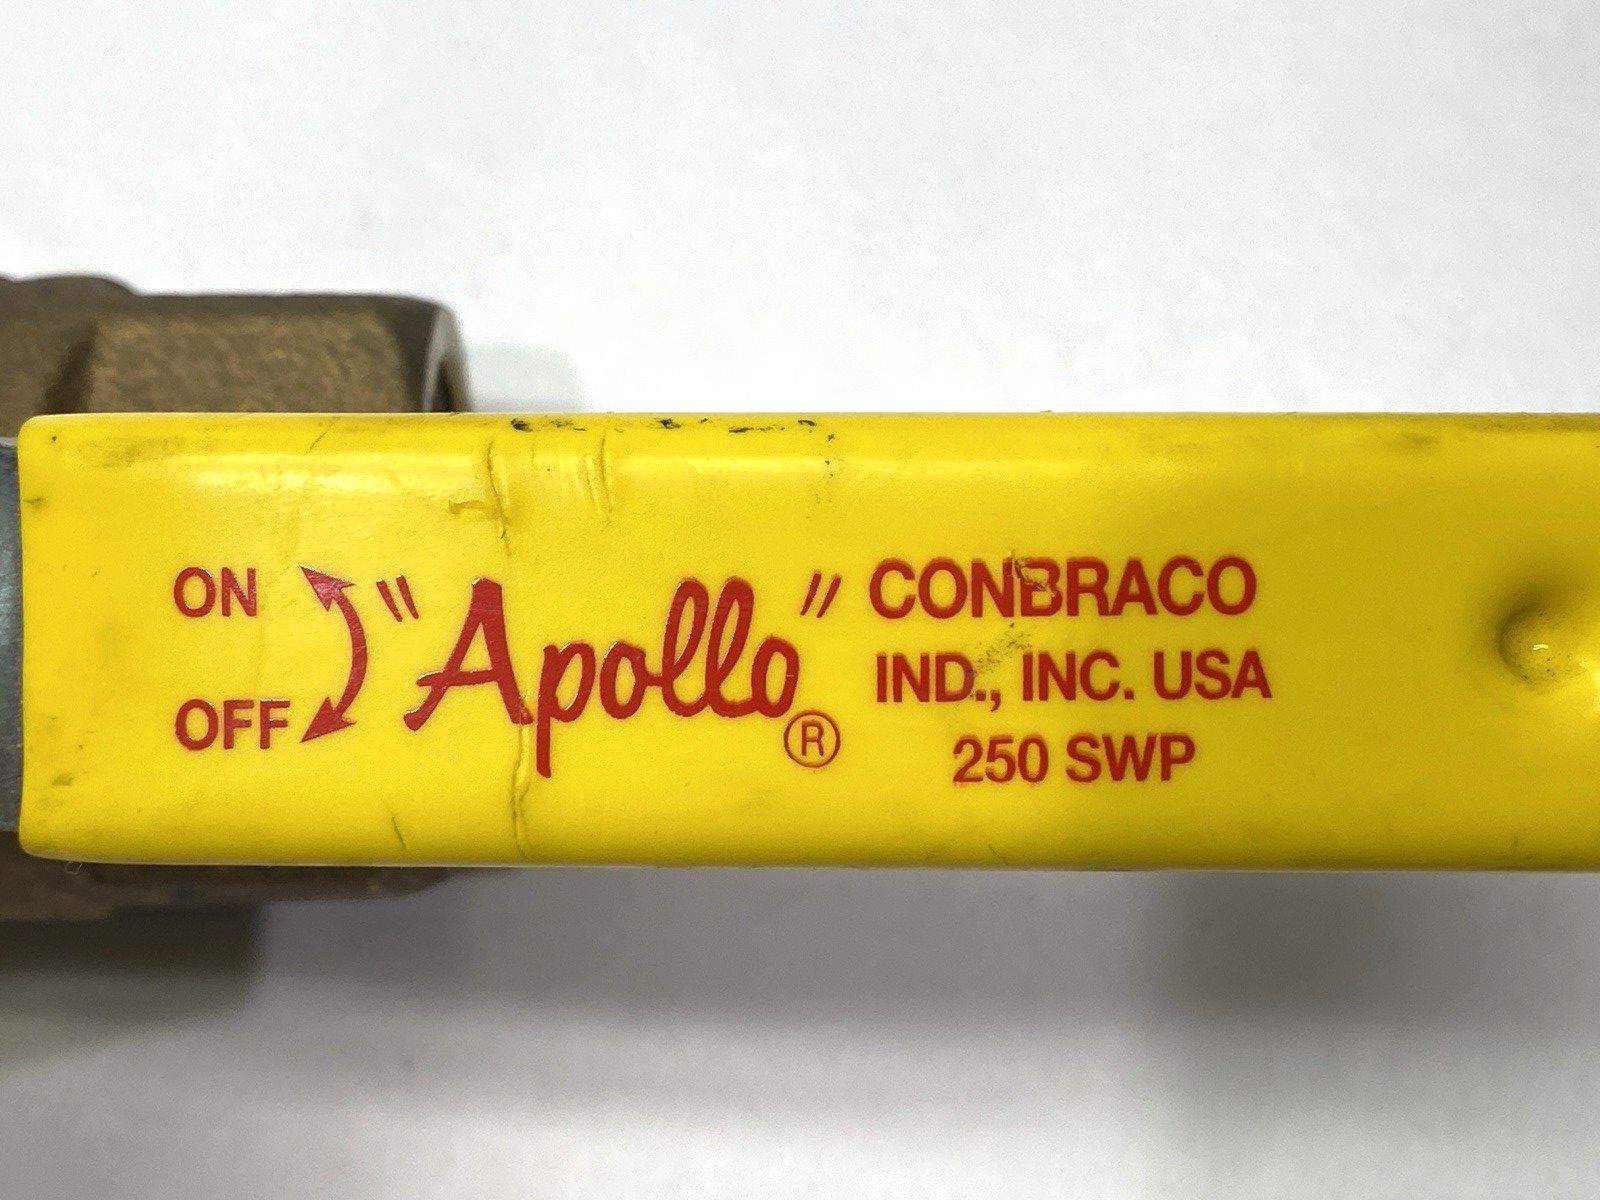 ON
OFF
"Apollo"®
CONBRACO
IND., INC. USA
250 SWP